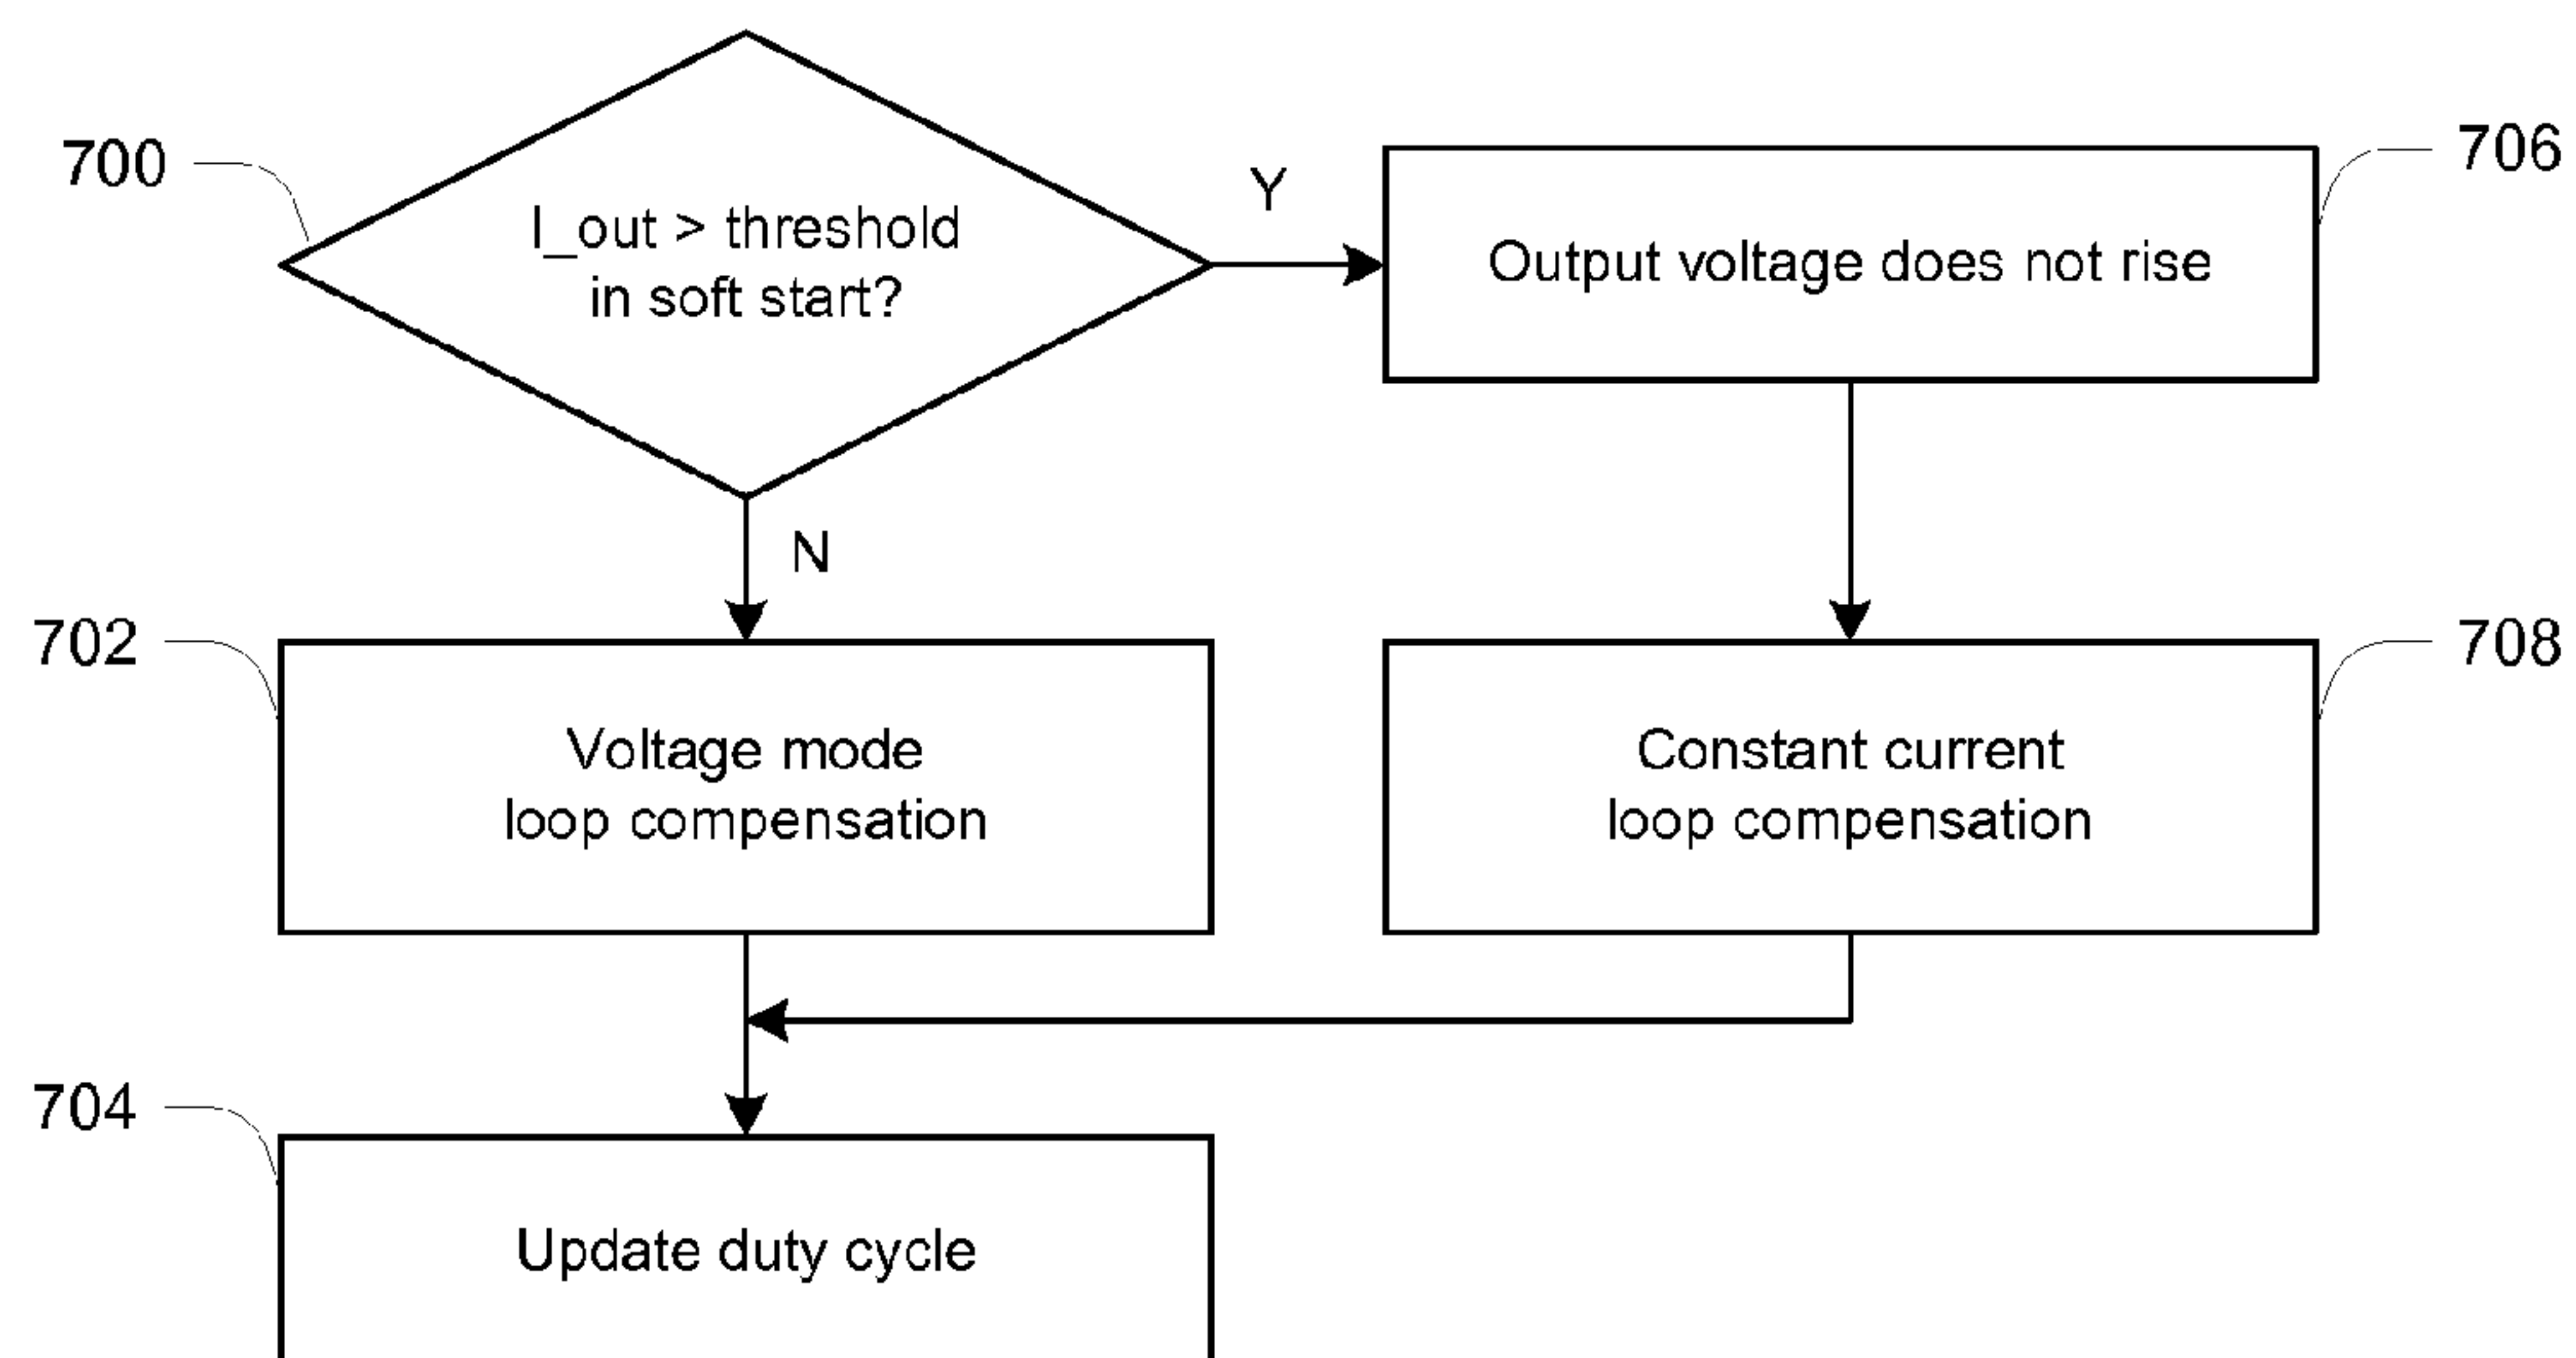 700
I_out > threshold
in soft start?
Y
706
Output voltage does not rise
N
702
Voltage mode
loop compensation
708
Constant current
loop compensation
704
Update duty cycle